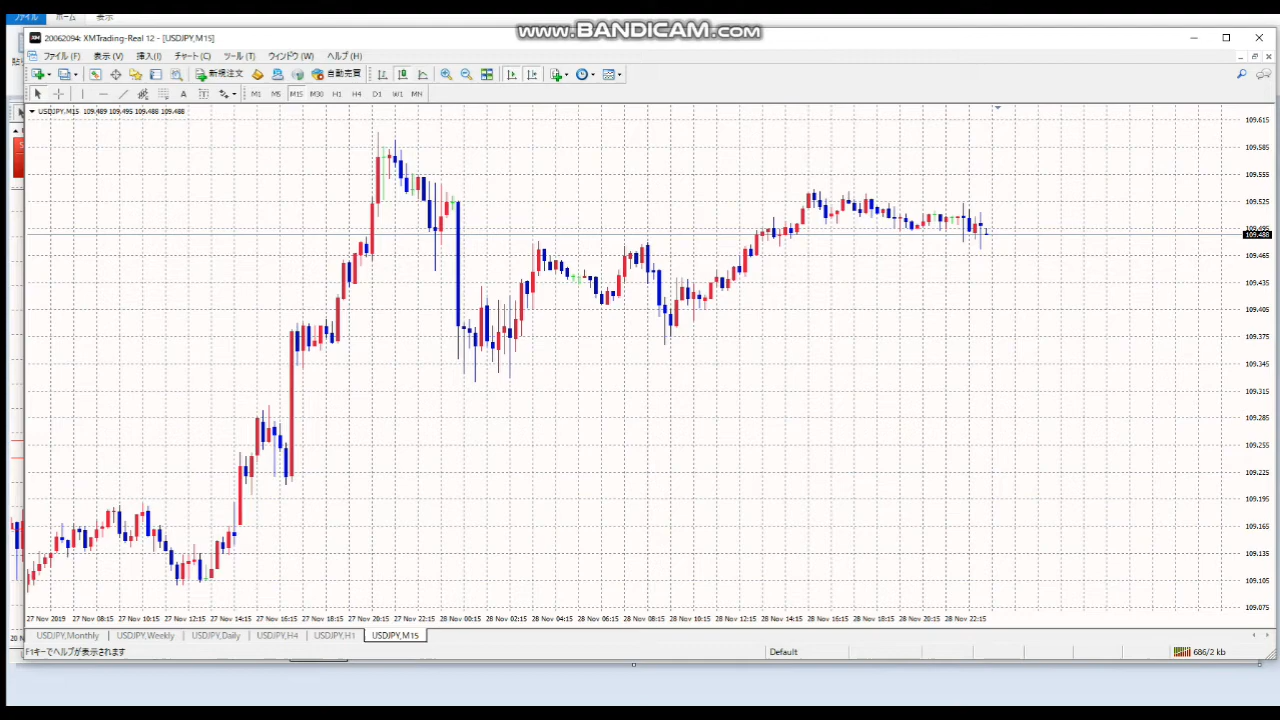 ファイル ホーム 表示
www.BANDICAM.com
20062094: XMTrading-Real 12 - [USDJPY,M15]
ファイル (F) 表示 (V) 挿入(I) チャート(C) ツール (T) ウィンドウ (W) ヘルプ (H)
新規注文 自動売買
M1 M5 M15 M30 H1 H4 D1 W1 MN
USDJPY,M15 109.489 109.495 109.488 109.488
109.615
109.585
109.555
109.525
109.495
109.488
109.465
109.435
109.405
109.375
109.345
109.315
109.285
109.255
109.225
109.195
109.165
109.135
109.105
109.075
27 Nov 2019 27 Nov 08:15 27 Nov 10:15 27 Nov 12:15 27 Nov 14:15 27 Nov 16:15 27 Nov 18:15 27 Nov 20:15 27 Nov 22:15 28 Nov 00:15 28 Nov 02:15 28 Nov 04:15 28 Nov 06:15 28 Nov 08:15 28 Nov 10:15 28 Nov 12:15 28 Nov 14:15 28 Nov 16:15 28 Nov 18:15 28 Nov 20:15 28 Nov 22:15
USDJPY,Monthly USDJPY,Weekly USDJPY,Daily USDJPY,H4 USDJPY,H1 USDJPY,M15
F1キーでヘルプが表示されます Default 686/2 kb